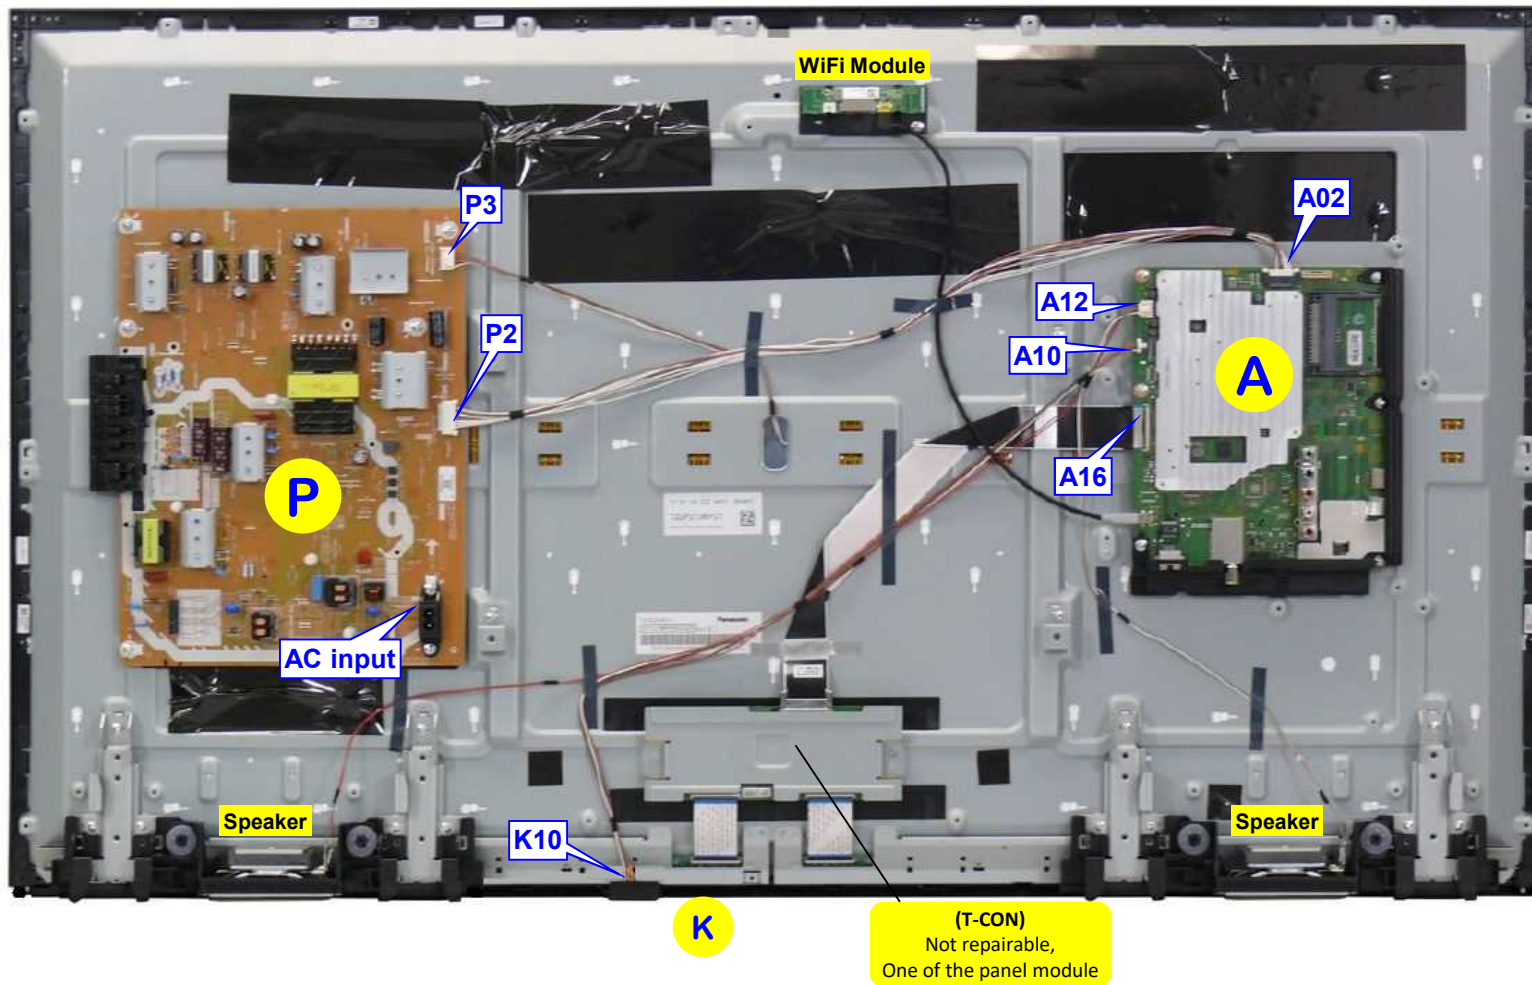 WiFi Module
P3
A02
A12
P2
A10
A
A16
P
Panasonic
AC input
Speaker
Speaker
K10
K
(T-CON)
Not repairable,
One of the panel module